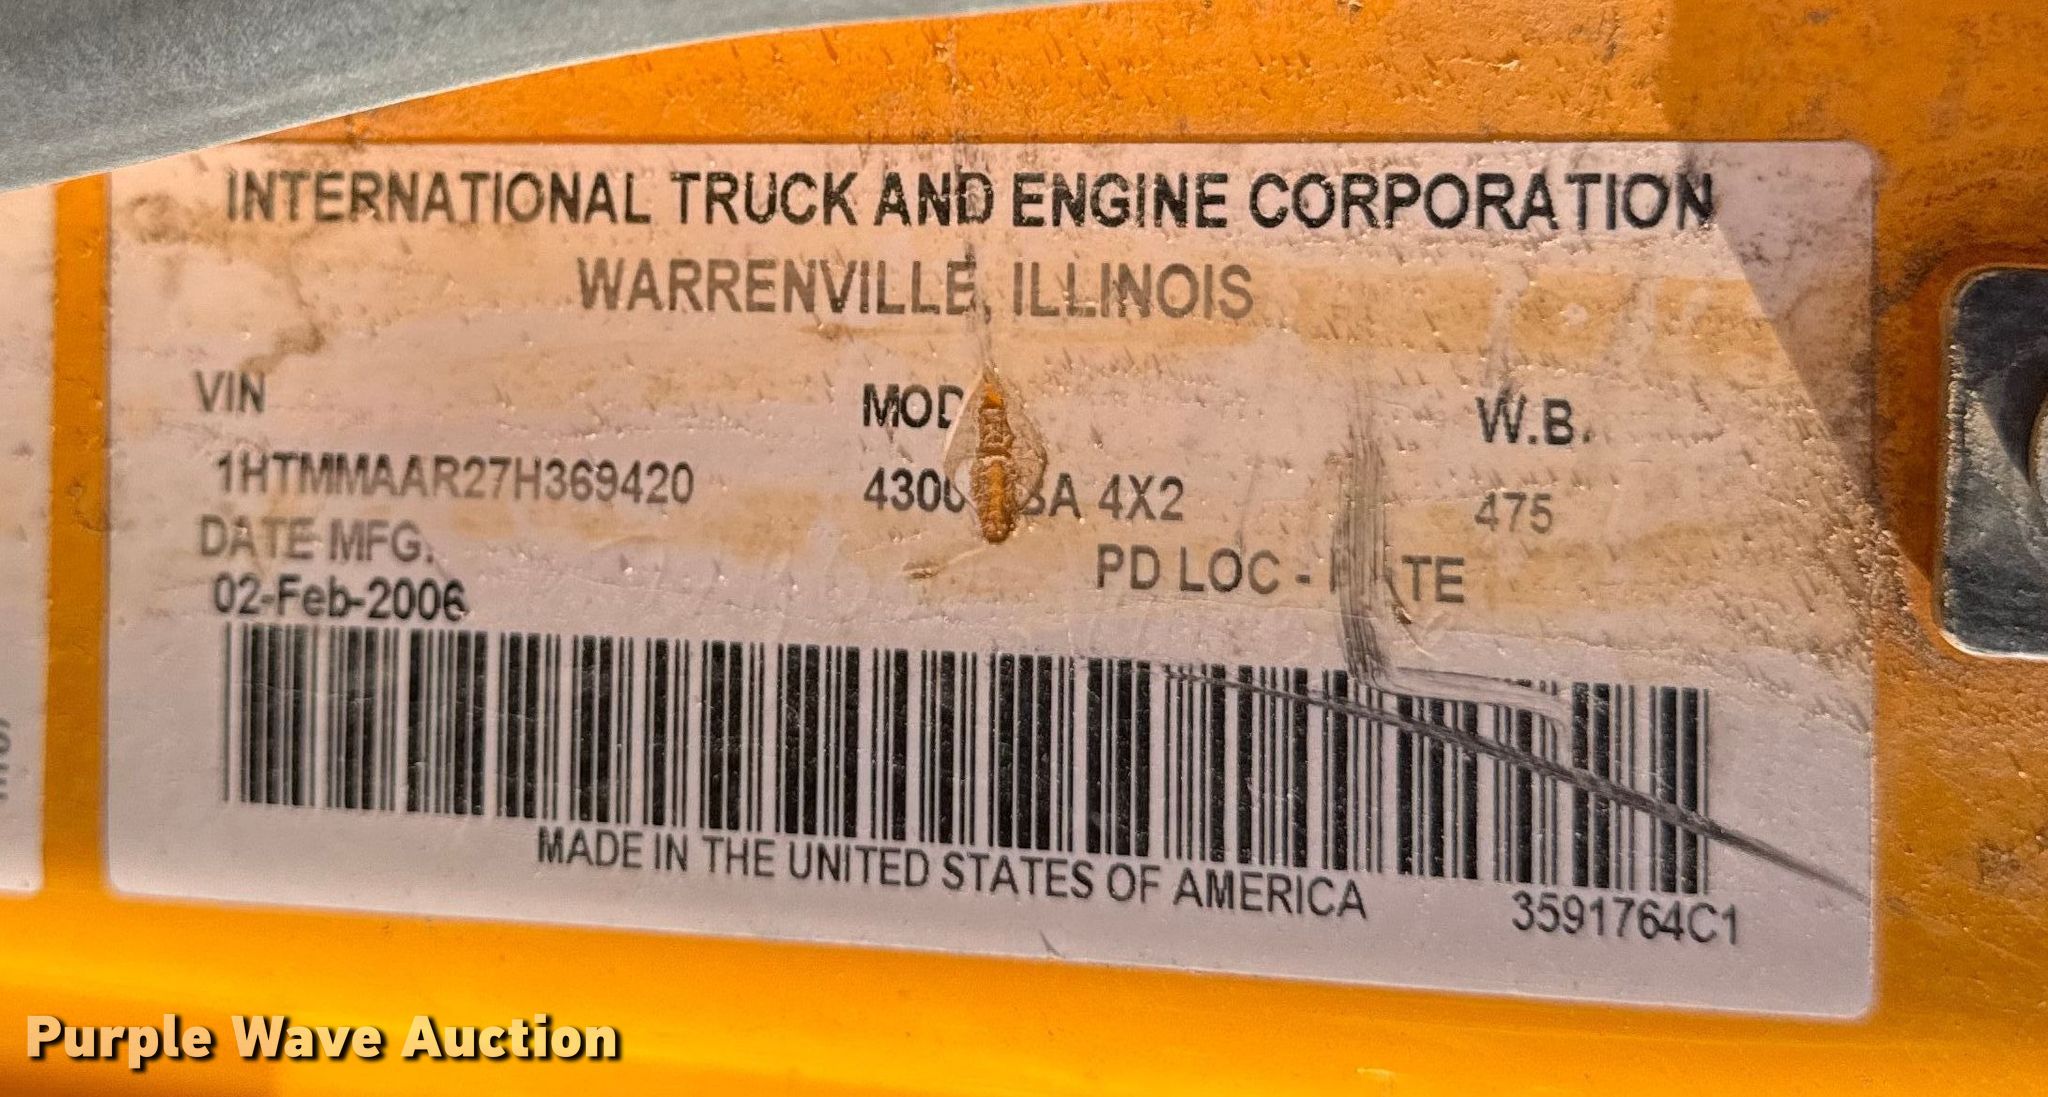 INTERNATIONAL TRUCK AND ENGINE CORPORATION
WARRENVILLE, ILLINOIS
VIN
1HTMMAAR27H369420
DATE MFG.
02-Feb-2006
4X2
PD LOC -
W.B.
475
MADE IN THE UNITED STATES OF AMERICA
3591764C1
Purple Wave Auction